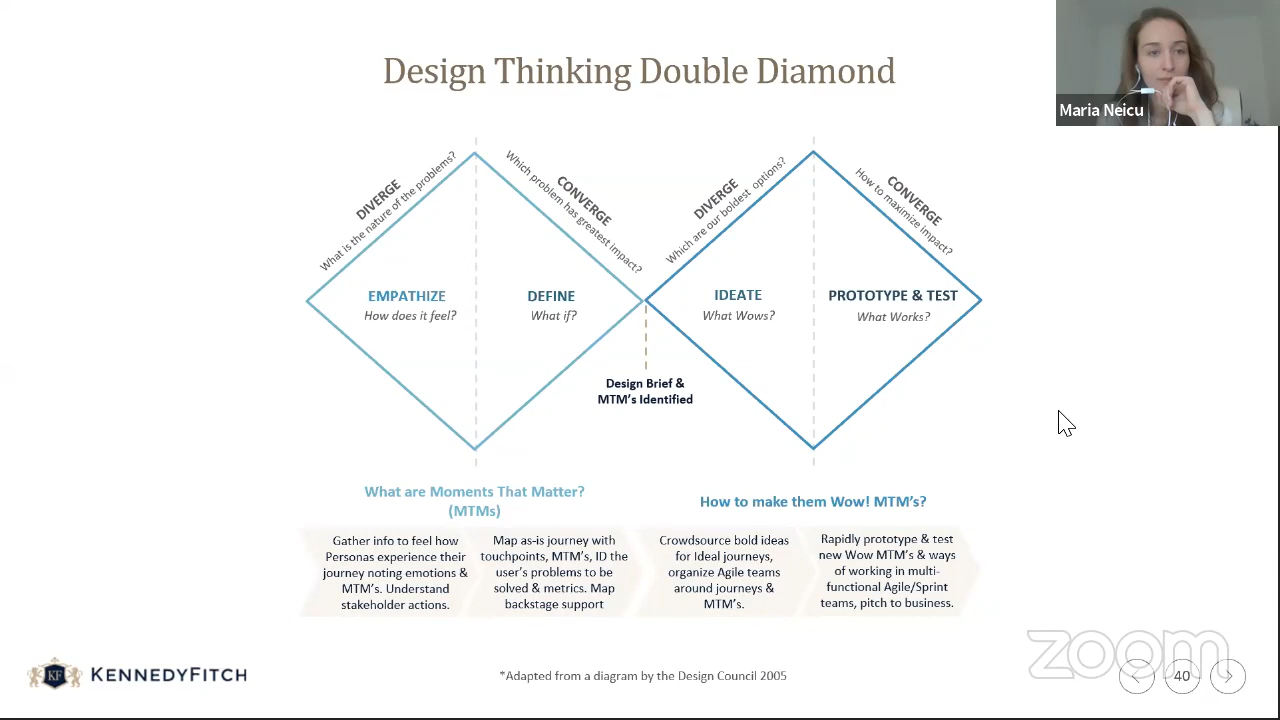 Design Thinking Double Diamond
Maria Neicu
DIVERGE
What is the nature of the problems?
CONVERGE
Which problem has greatest impact?
DIVERGE
Which are our boldest options?
CONVERGE
How to maximize impact?
EMPATHIZE
How does it feel?
DEFINE
What if?
IDEATE
What Wows?
PROTOTYPE & TEST
What Works?
Design Brief &
MTM's Identified
What are Moments That Matter?
(MTMs)
How to make them Wow! MTM's?
Gather info to feel how
Personas experience their
journey noting emotions &
MTM's. Understand
stakeholder actions.
Map as-is journey with
touchpoints, MTM's, ID the
user's problems to be
solved & metrics. Map
backstage support
Crowdsource bold ideas
for Ideal journeys,
organize Agile teams
around journeys &
MTM's.
Rapidly prototype & test
new Wow MTM's & ways
of working in multi-
functional Agile/Sprint
teams, pitch to business.
KF
KENNEDYFITCH
*Adapted from a diagram by the Design Council 2005
zoom
40